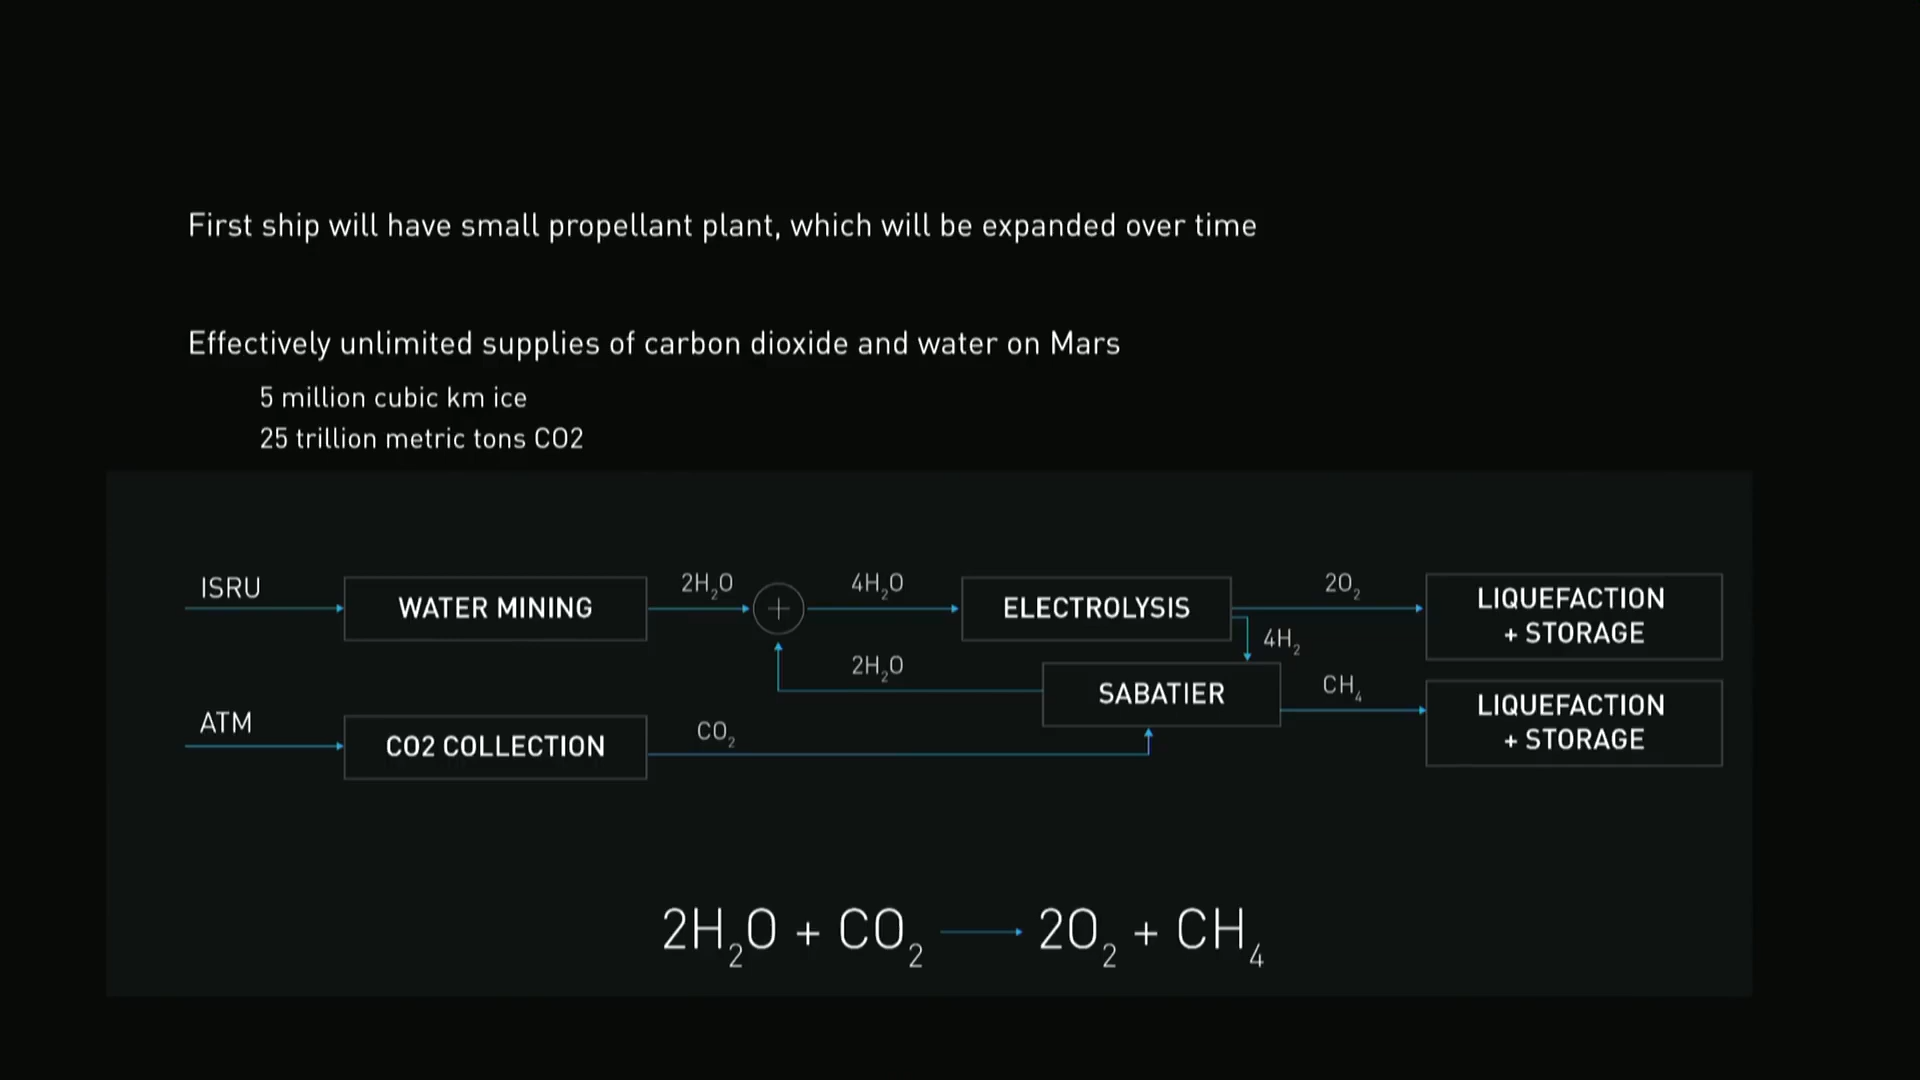 First ship will have small propellant plant, which will be expanded over time
Effectively unlimited supplies of carbon dioxide and water on Mars
5 million cubic km ice
25 trillion metric tons CO2
ISRU
WATER MINING
2H₂O
+
4H₂O
ELECTROLYSIS
2O₂
LIQUEFACTION
+ STORAGE
4H₂
2H₂O
SABATIER
CH₄
LIQUEFACTION
+ STORAGE
ATM
CO2 COLLECTION
CO₂
2H₂O + CO₂ → 2O₂ + CH₄